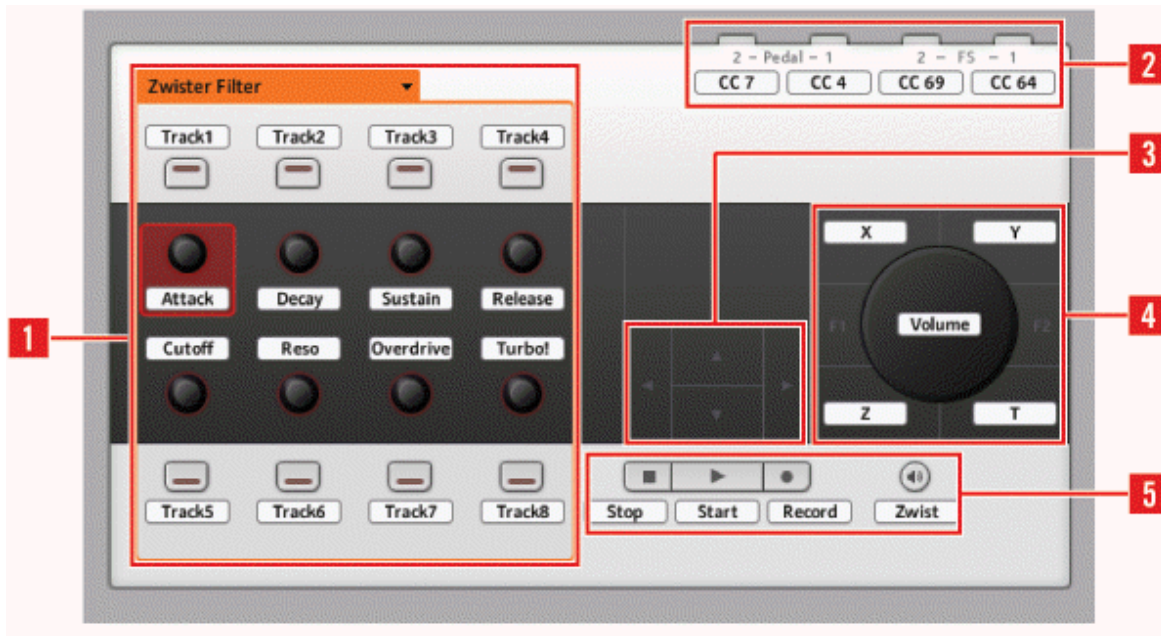 2 - Pedal - 1 2 - FS - 1
CC 7 CC 4 CC 69 CC 64
2
Zwister Filter
Track1 Track2 Track3 Track4
3
X Y
Attack Decay Sustain Release
1
F1 Volume F2
4
Cutoff Reso Overdrive Turbo!
Z T
5
Track5 Track6 Track7 Track8
Stop Start Record Zwist